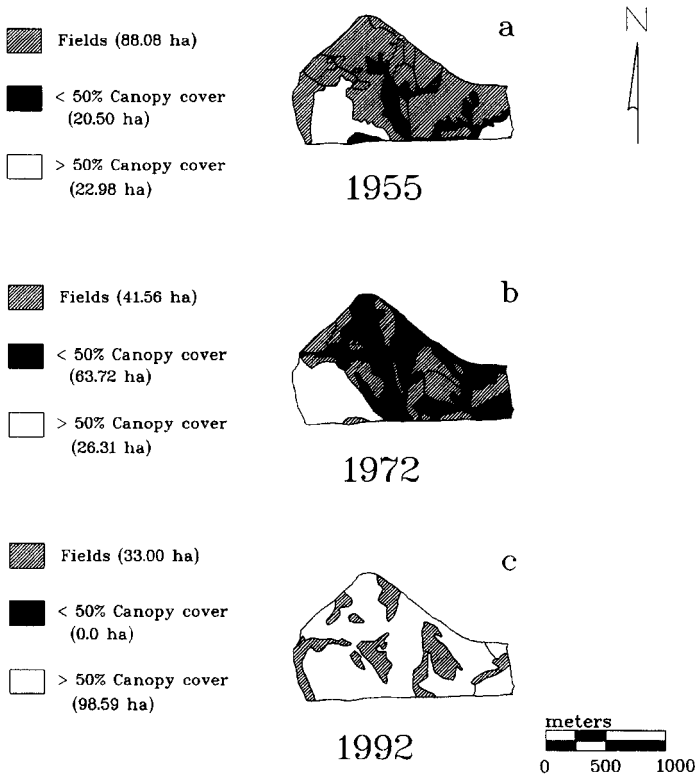 a
N
Fields (88.08 ha)
< 50% Canopy cover
(20.50 ha)
> 50% Canopy cover
(22.98 ha)
1955
b
Fields (41.56 ha)
< 50% Canopy cover
(63.72 ha)
> 50% Canopy cover
(26.31 ha)
1972
c
Fields (33.00 ha)
< 50% Canopy cover
(0.0 ha)
> 50% Canopy cover
(98.59 ha)
1992
meters
0 500 1000